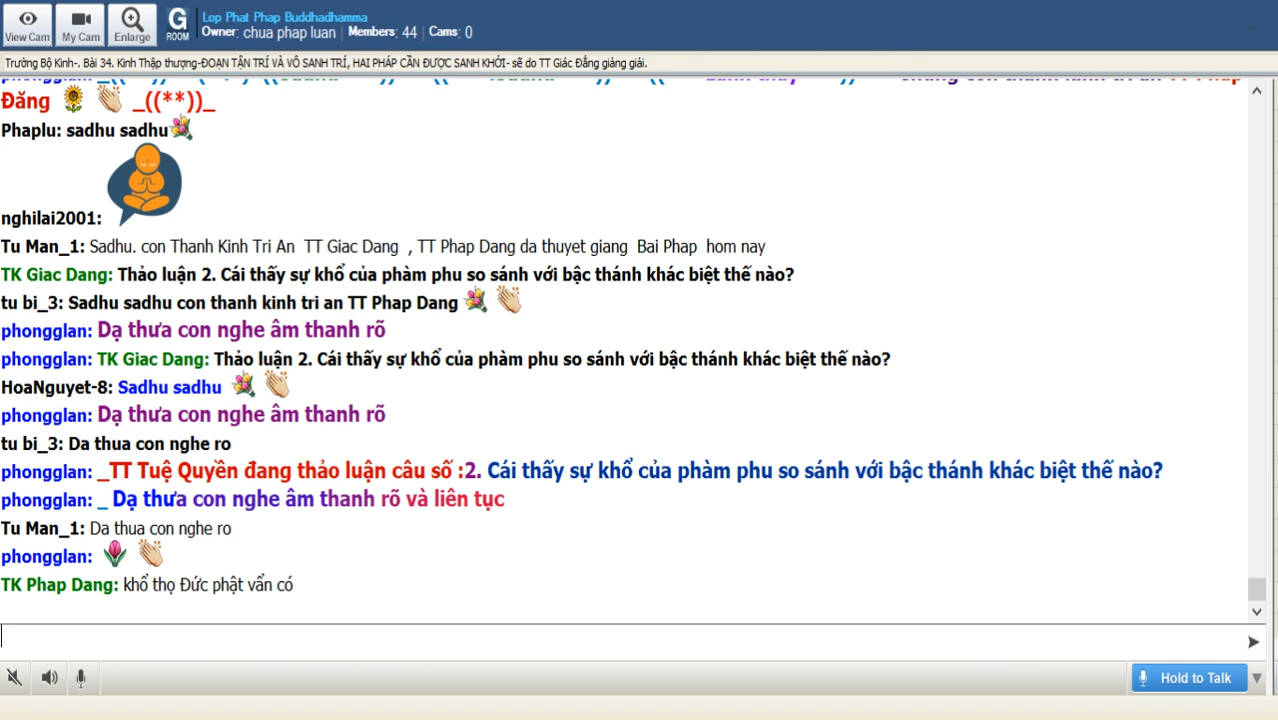 View Cam
My Cam
Enlarge
G
ROOM
Lop Phat Phap Buddhadhamma
Owner: chua phap luan | Members: 44 | Cams: 0
Trường Bộ Kinh-. Bài 34. Kinh Thập thượng-ĐOẠN TẬN TRÍ VÀ VÔ SANH TRÍ, HAI PHÁP CẦN ĐƯỢC SANH KHỞI- sẽ do TT Giác Đẳng giảng giải.
Đăng _((**))_
Phaplu: sadhu sadhu
nghilai2001:
Tu Man_1: Sadhu. con Thanh Kinh Tri An TT Giac Dang , TT Phap Dang da thuyet giang Bai Phap hom nay
TK Giac Dang: Thảo luận 2. Cái thấy sự khổ của phàm phu so sánh với bậc thánh khác biệt thế nào?
tu bi_3: Sadhu sadhu con thanh kinh tri an TT Phap Dang
phongglan: Dạ thưa con nghe âm thanh rõ
phongglan: TK Giac Dang: Thảo luận 2. Cái thấy sự khổ của phàm phu so sánh với bậc thánh khác biệt thế nào?
HoaNguyet-8: Sadhu sadhu
phongglan: Dạ thưa con nghe âm thanh rõ
tu bi_3: Da thua con nghe ro
phongglan: _TT Tuệ Quyền đang thảo luận câu số :2. Cái thấy sự khổ của phàm phu so sánh với bậc thánh khác biệt thế nào?
phongglan: _ Dạ thưa con nghe âm thanh rõ và liên tục
Tu Man_1: Da thua con nghe ro
phongglan:
TK Phap Dang: khổ thọ Đức phật vẩn có
Hold to Talk